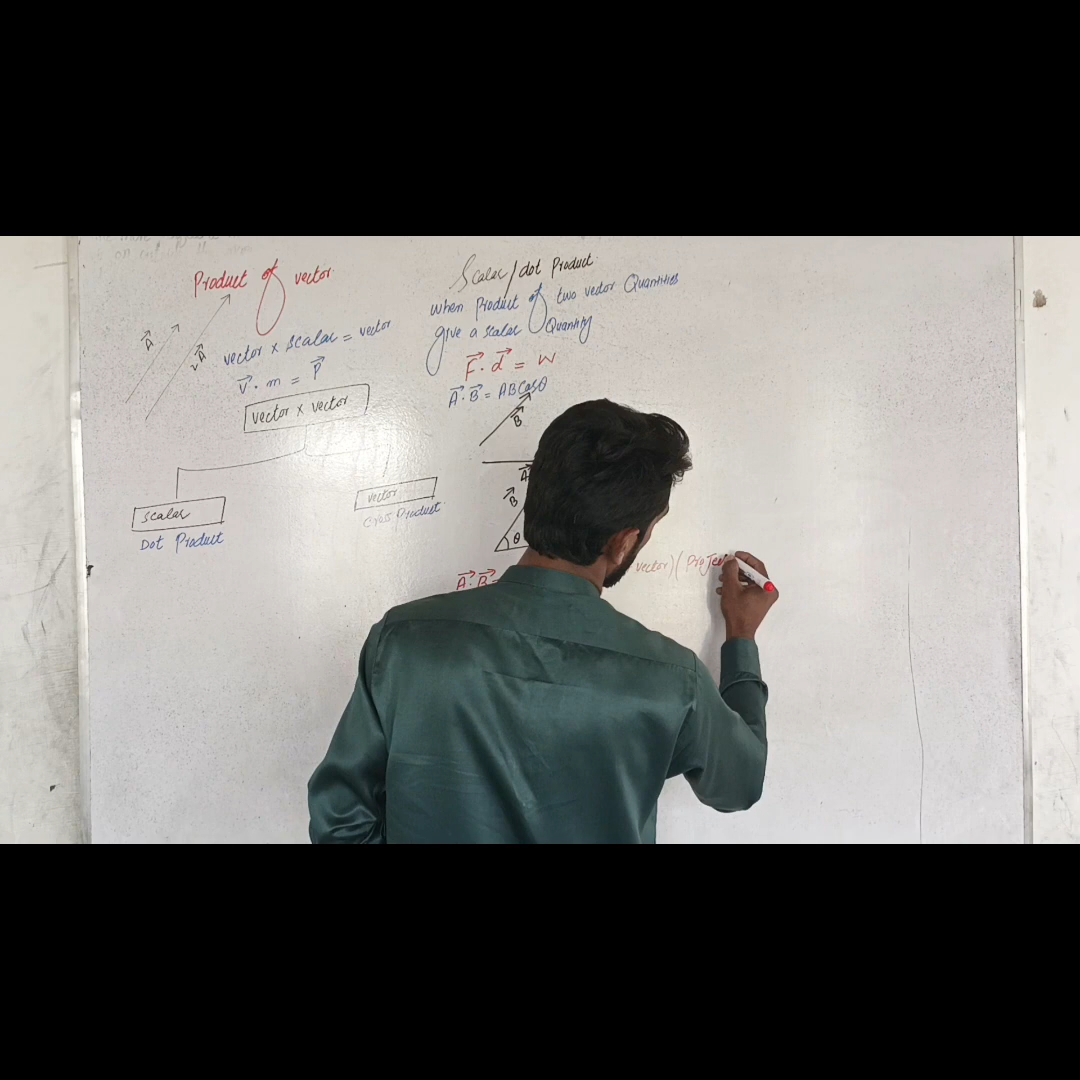 Product of vector
A⃗
vA⃗
vector x scalar = vector
v⃗ . m = P⃗
vector x vector
scalar
Dot Product
vector
Cross Product
Scalar/dot Product
when Product of two vector Quantities
give a scalar Quantity
F⃗ . d⃗ = W
A⃗ . B⃗ = ABCosθ
B⃗
A⃗
B⃗
θ
A⃗ . B⃗ =
vector) ( ProJec